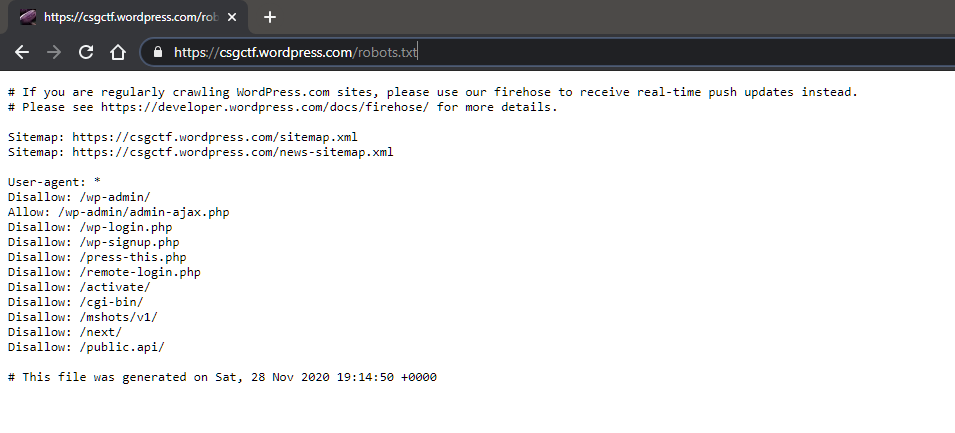 https://csgctf.wordpress.com/rob
https://csgctf.wordpress.com/robots.txt
# If you are regularly crawling WordPress.com sites, please use our firehose to receive real-time push updates instead.
# Please see https://developer.wordpress.com/docs/firehose/ for more details.
Sitemap: https://csgctf.wordpress.com/sitemap.xml
Sitemap: https://csgctf.wordpress.com/news-sitemap.xml
User-agent: *
Disallow: /wp-admin/
Allow: /wp-admin/admin-ajax.php
Disallow: /wp-login.php
Disallow: /wp-signup.php
Disallow: /press-this.php
Disallow: /remote-login.php
Disallow: /activate/
Disallow: /cgi-bin/
Disallow: /mshots/v1/
Disallow: /next/
Disallow: /public.api/
# This file was generated on Sat, 28 Nov 2020 19:14:50 +0000